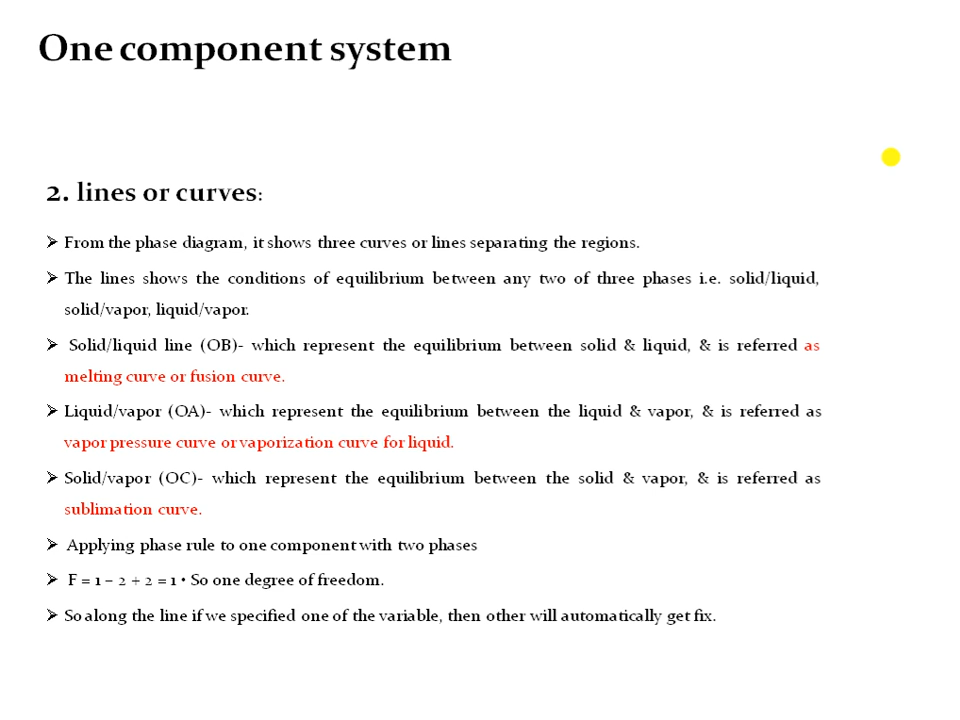 One component system
2. lines or curves:
➢ From the phase diagram, it shows three curves or lines separating the regions.
➢ The lines shows the conditions of equilibrium between any two of three phases i.e. solid/liquid,
solid/vapor, liquid/vapor.
➢ Solid/liquid line (OB)- which represent the equilibrium between solid & liquid, & is referred as
melting curve or fusion curve.
➢ Liquid/vapor (OA)- which represent the equilibrium between the liquid & vapor, & is referred as
vapor pressure curve or vaporization curve for liquid.
➢ Solid/vapor (OC)- which represent the equilibrium between the solid & vapor, & is referred as
sublimation curve.
➢ Applying phase rule to one component with two phases
➢ F = 1 – 2 + 2 = 1 • So one degree of freedom.
➢ So along the line if we specified one of the variable, then other will automatically get fix.